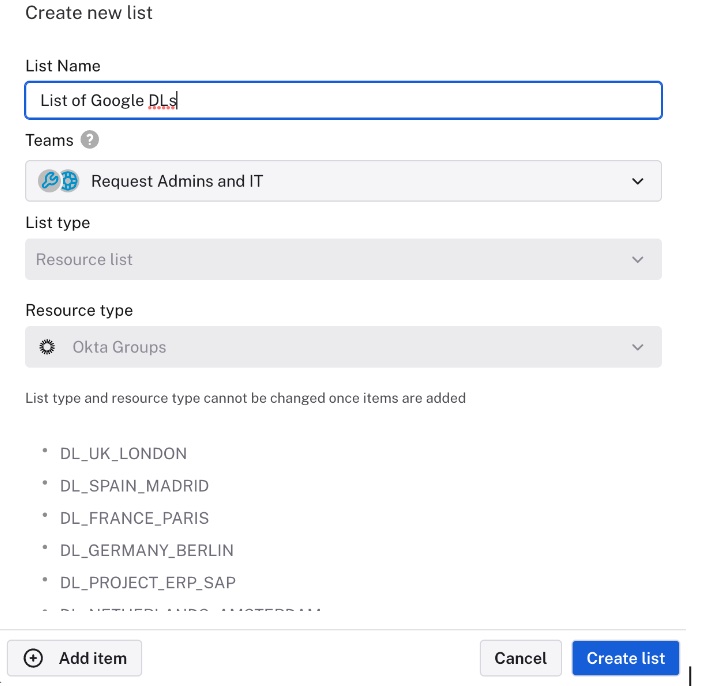 Create new list
List Name
List of Google DLs
Teams ?
Request Admins and IT
List type
Resource list
Resource type
Okta Groups
List type and resource type cannot be changed once items are added
• DL_UK_LONDON
• DL_SPAIN_MADRID
• DL_FRANCE_PARIS
• DL_GERMANY_BERLIN
• DL_PROJECT_ERP_SAP
• DL_NETHERLANDS_AMSTERDAM
Add item Cancel Create list